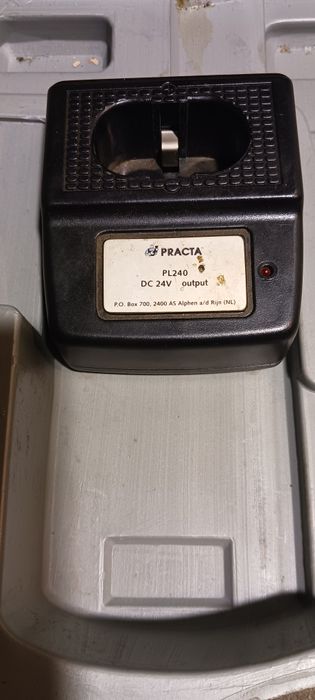 PRACTA
PL240
DC 24V output
P.O. Box 700, 2400 AS Alphen a/d Rijn (NL)